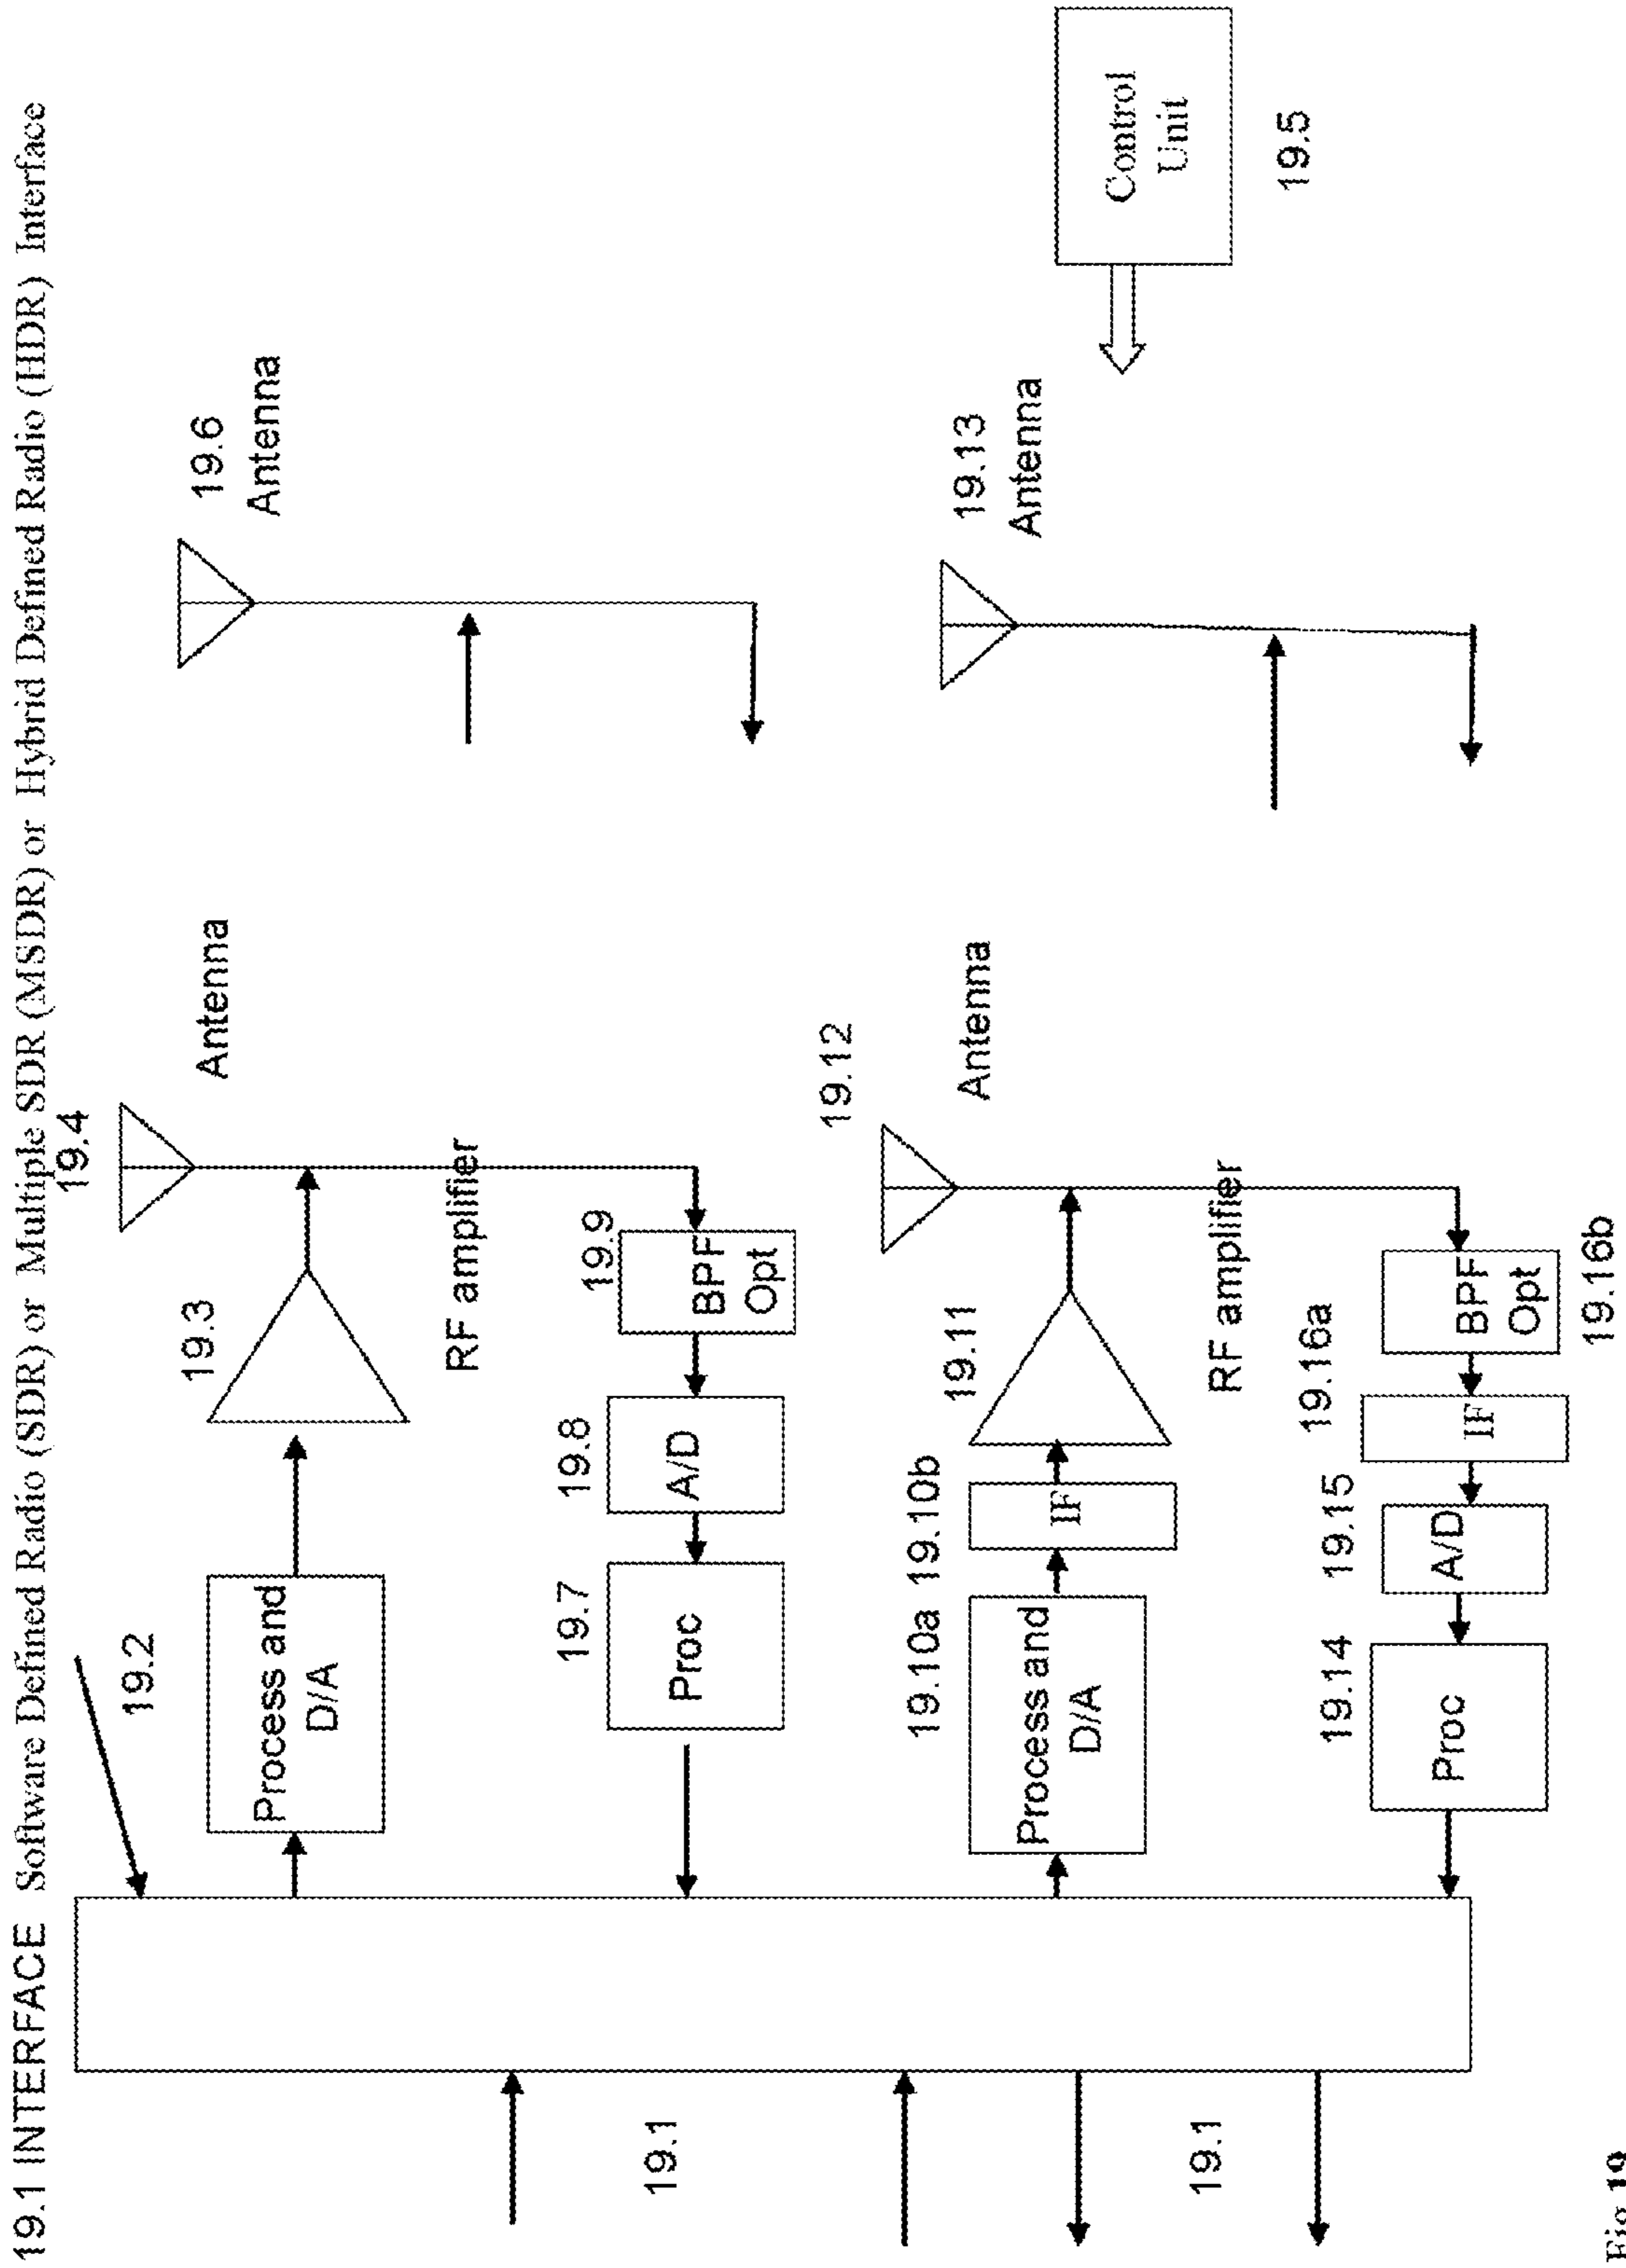 19.1 INTERFACE Software Defined Radio (SDR) or Multiple SDR (MSDR) or Hybrid Defined Radio (HDR) Interface
19.4
Antenna
19.6
Antenna
19.2
Process and
D/A
19.3
RF amplifier
19.7
Proc
19.8
A/D
19.9
BPF
Opt
19.1
19.12
Antenna
19.13
Antenna
Control
Unit
19.5
19.10a
Process and
D/A
19.10b
IF
19.11
RF amplifier
19.14
Proc
19.15
A/D
19.16a
IF
BPF
Opt
19.16b
19.1
Fig 19